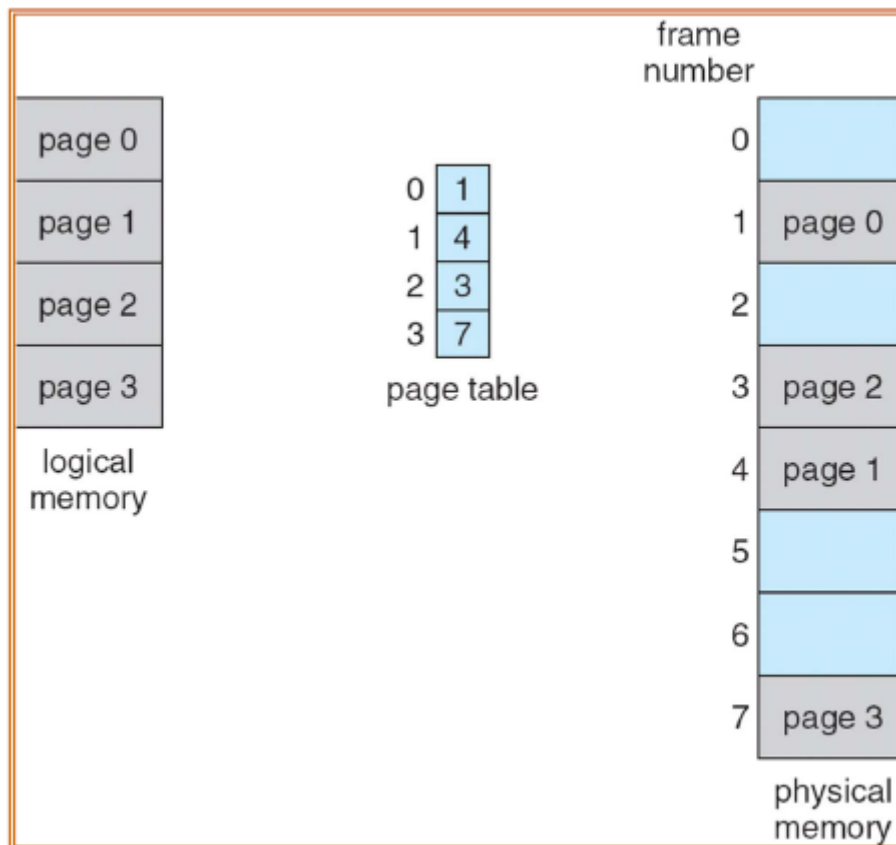 page 0
page 1
page 2
page 3
logical
memory
0 1
1 4
2 3
3 7
page table
frame
number
0
1 page 0
2
3 page 2
4 page 1
5
6
7 page 3
physical
memory